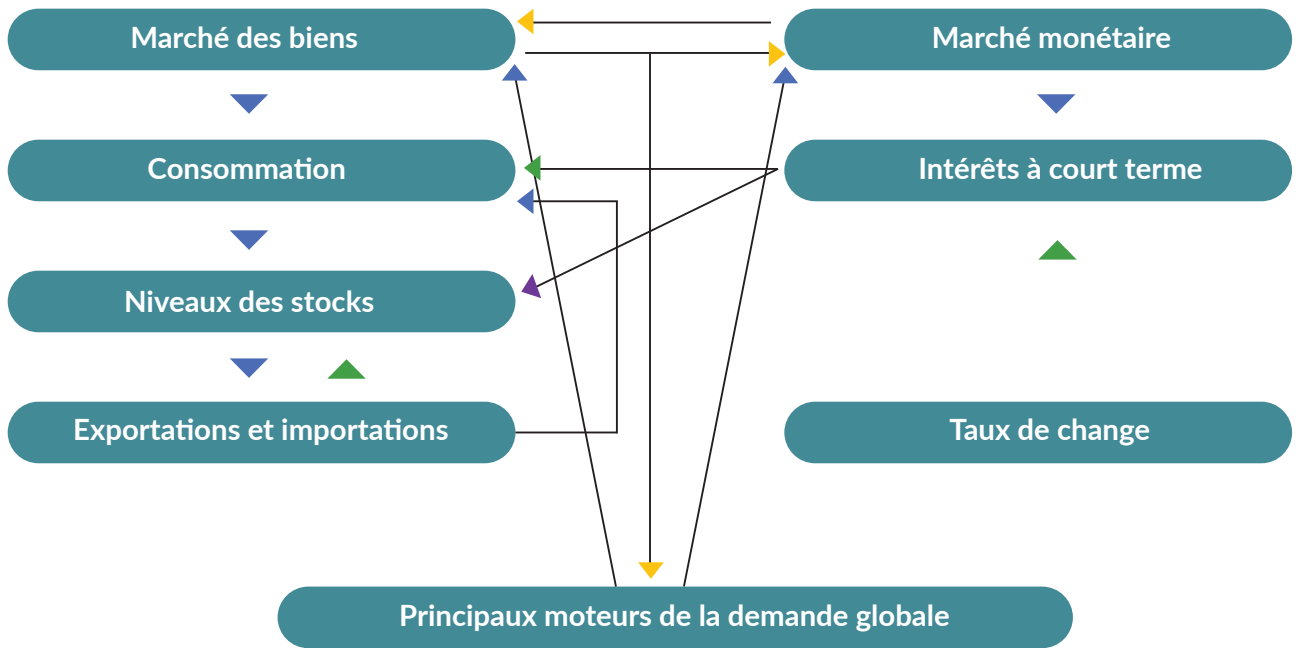 Marché des biens
Marché monétaire
Consommation
Intérêts à court terme
Niveaux des stocks
Exportations et importations
Taux de change
Principaux moteurs de la demande globale